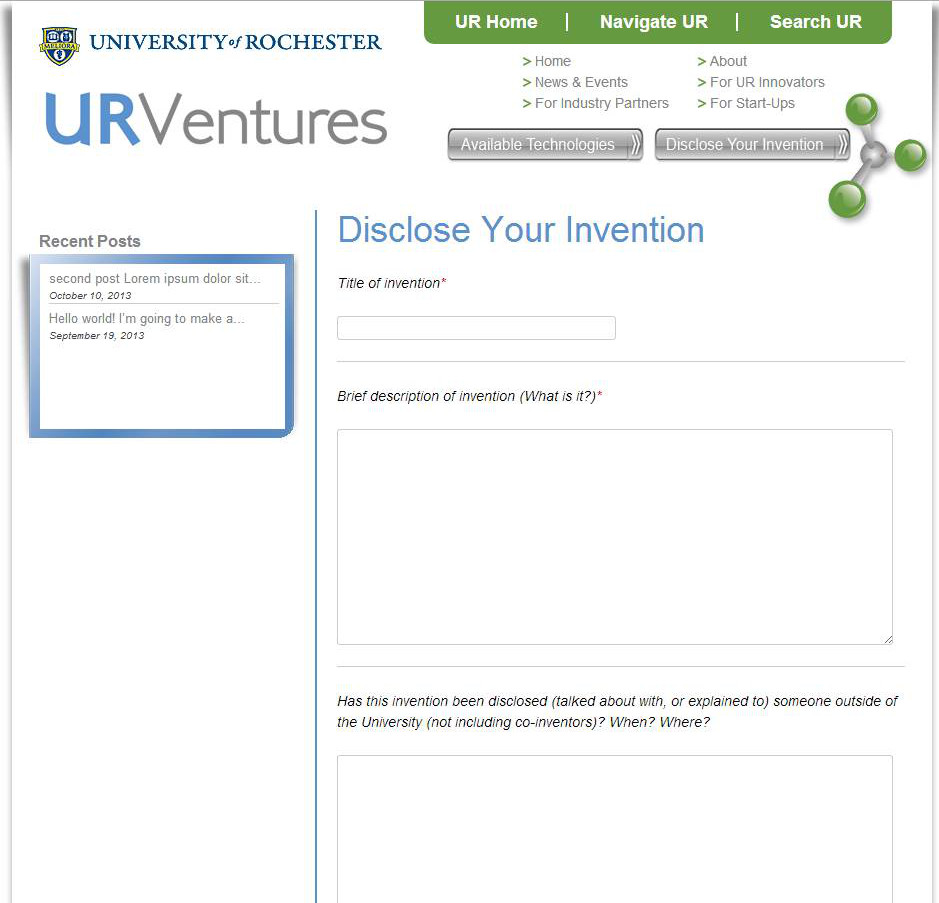 UR Home | Navigate UR | Search UR
MELIORA
UNIVERSITY of ROCHESTER
URVentures
> Home
> News & Events
> For Industry Partners
> About
> For UR Innovators
> For Start-Ups
Available Technologies
Disclose Your Invention
Recent Posts
second post Lorem ipsum dolor sit...
October 10, 2013
Hello world! I'm going to make a...
September 19, 2013
Disclose Your Invention
Title of invention*
Brief description of invention (What is it?)*
Has this invention been disclosed (talked about with, or explained to) someone outside of
the University (not including co-inventors)? When? Where?